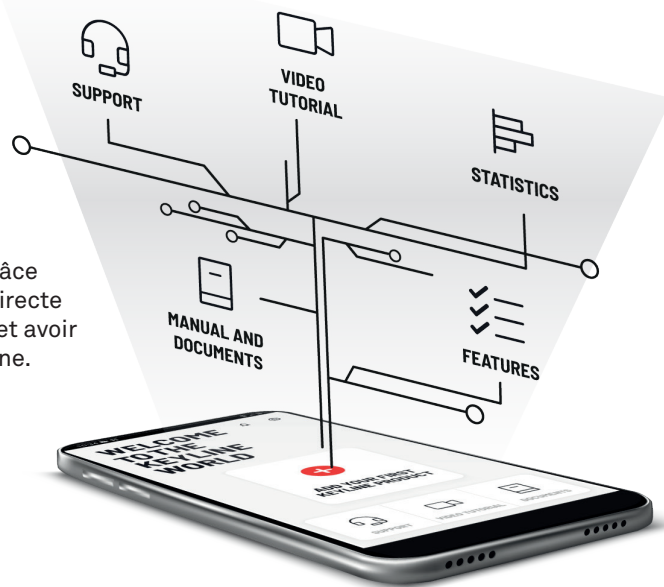 SUPPORT
VIDEO
TUTORIAL
STATISTICS
âce
irecte
et avoir
ne.
MANUAL AND
DOCUMENTS
FEATURES
WELCOME
TO THE
KEYLINE
WORLD
ADD YOUR FIRST
KEYLINE PRODUCT
SUPPORT
VIDEO TUTORIAL
DOCUMENTS